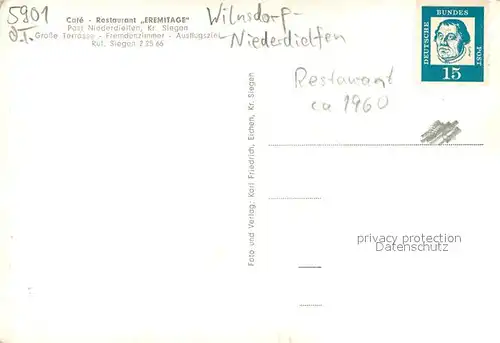 5901
Café - Restaurant „EREMITAGE"
Post Niederdielfen, Kr. Siegen
Große Terrasse - Fremdenzimmer - Ausflugsziel
Ruf: Siegen 2 25 66
Wilnsdorf-
Niederdielfen
Restaurant
ca 1960
DEUTSCHE
BUNDES
POST
15
Foto und Verlag: Karl Friedrich, Eichen, Kr. Siegen
privacy protection
DarabanthAuctionHouse